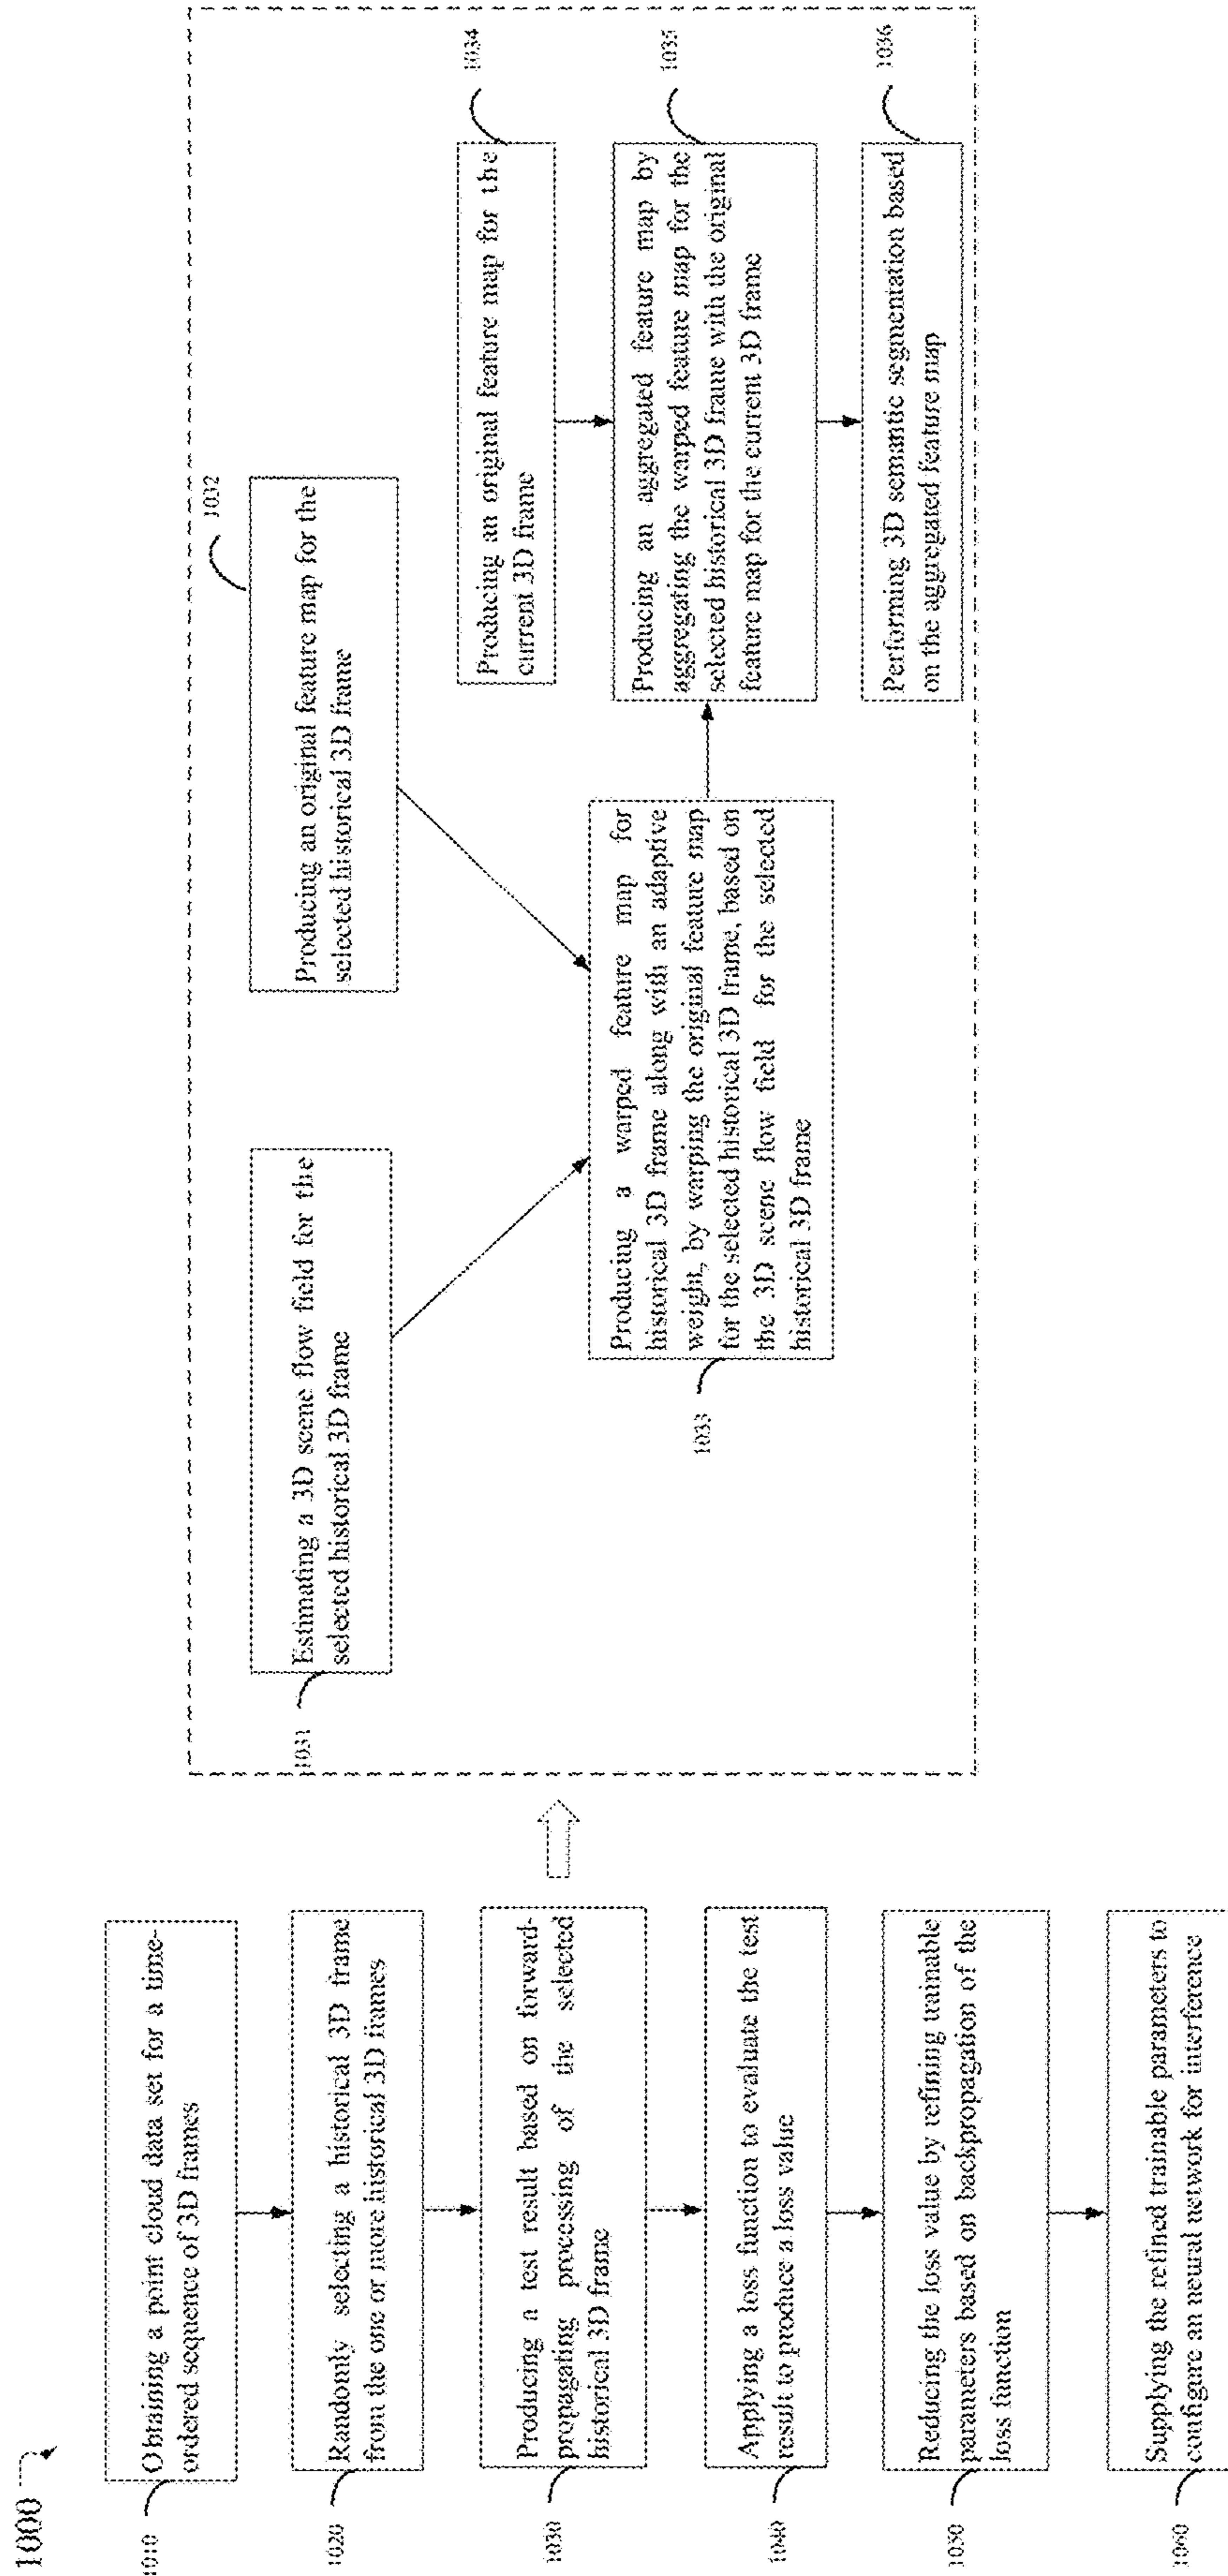 1000
1010
Obtaining a point cloud data set for a time-
ordered sequence of 3D frames
1020
Randomly selecting a historical 3D frame
from the one or more historical 3D frames
1030
Producing a test result based on forward-
propagating processing of the selected
historical 3D frame
1040
Applying a loss function to evaluate the test
result to produce a loss value
1050
Reducing the loss value by refining trainable
parameters based on backpropagation of the
loss function
1060
Supplying the refined trainable parameters to
configure an neural network for interference
1031
Estimating a 3D scene flow field for the
selected historical 3D frame
1032
Producing an original feature map for the
selected historical 3D frame
1033
Producing a warped feature map for
historical 3D frame along with an adaptive
weight, by warping the original feature map
for the selected historical 3D frame, based on
the 3D scene flow field for the selected
historical 3D frame
1034
Producing an original feature map for the
current 3D frame
1035
Producing an aggregated feature map by
aggregating the warped feature map for the
selected historical 3D frame with the original
feature map for the current 3D frame
1036
Performing 3D semantic segmentation based
on the aggregated feature map